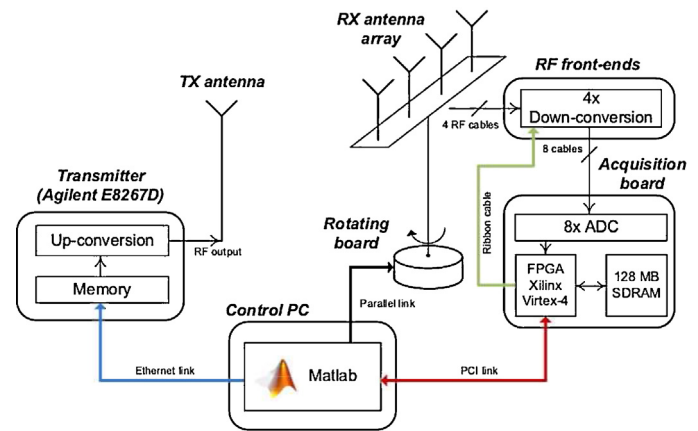 RX antenna
array
TX antenna
RF front-ends
4x
Down-conversion
4 RF cables
8 cables
Transmitter
(Agilent E8267D)
Acquisition
board
Ribbon cable
Up-conversion
RF output
Rotating
board
8x ADC
Memory
FPGA
Xilinx
Virtex-4
128 MB
SDRAM
Control PC
Parallel link
Matlab
Ethernet link
PCI link